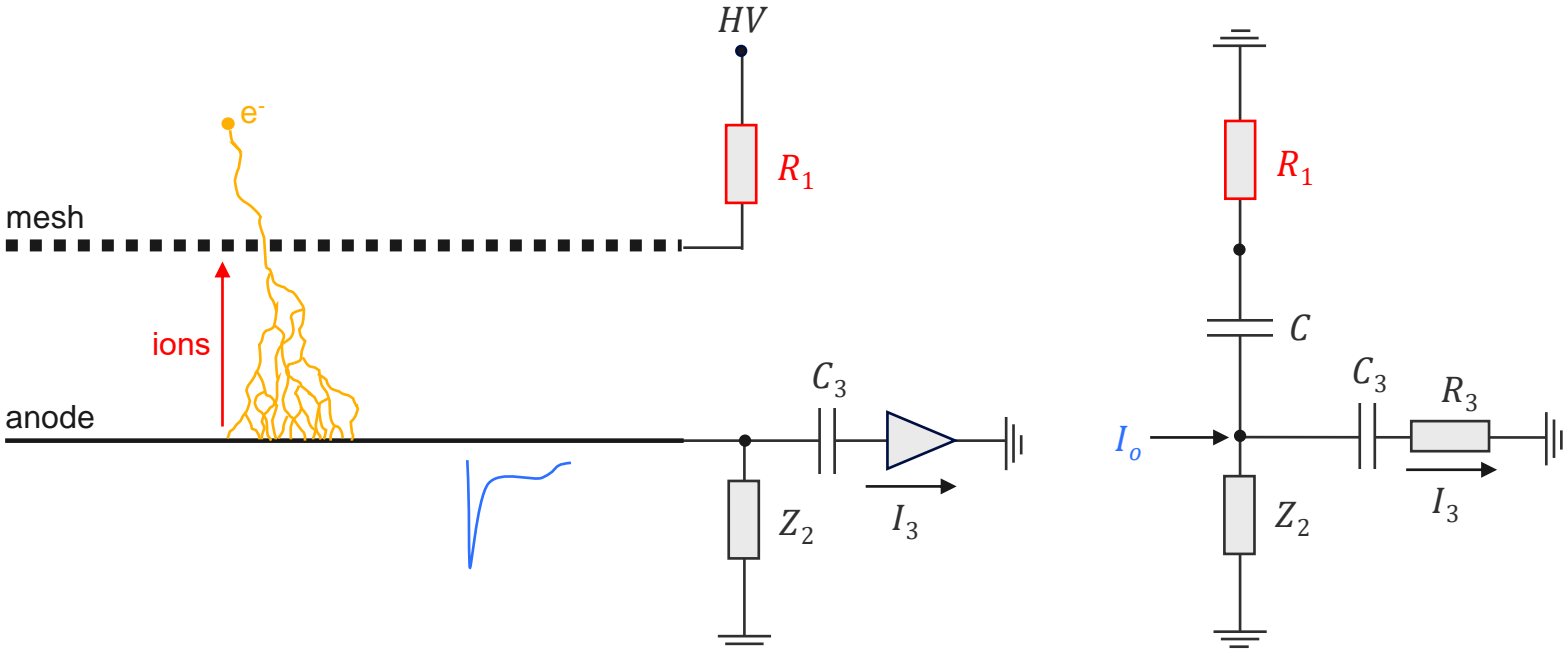 HV
e-
R1
mesh
ions
anode
C3
Z2
I3
R1
C
C3
R3
Io
I3
Z2